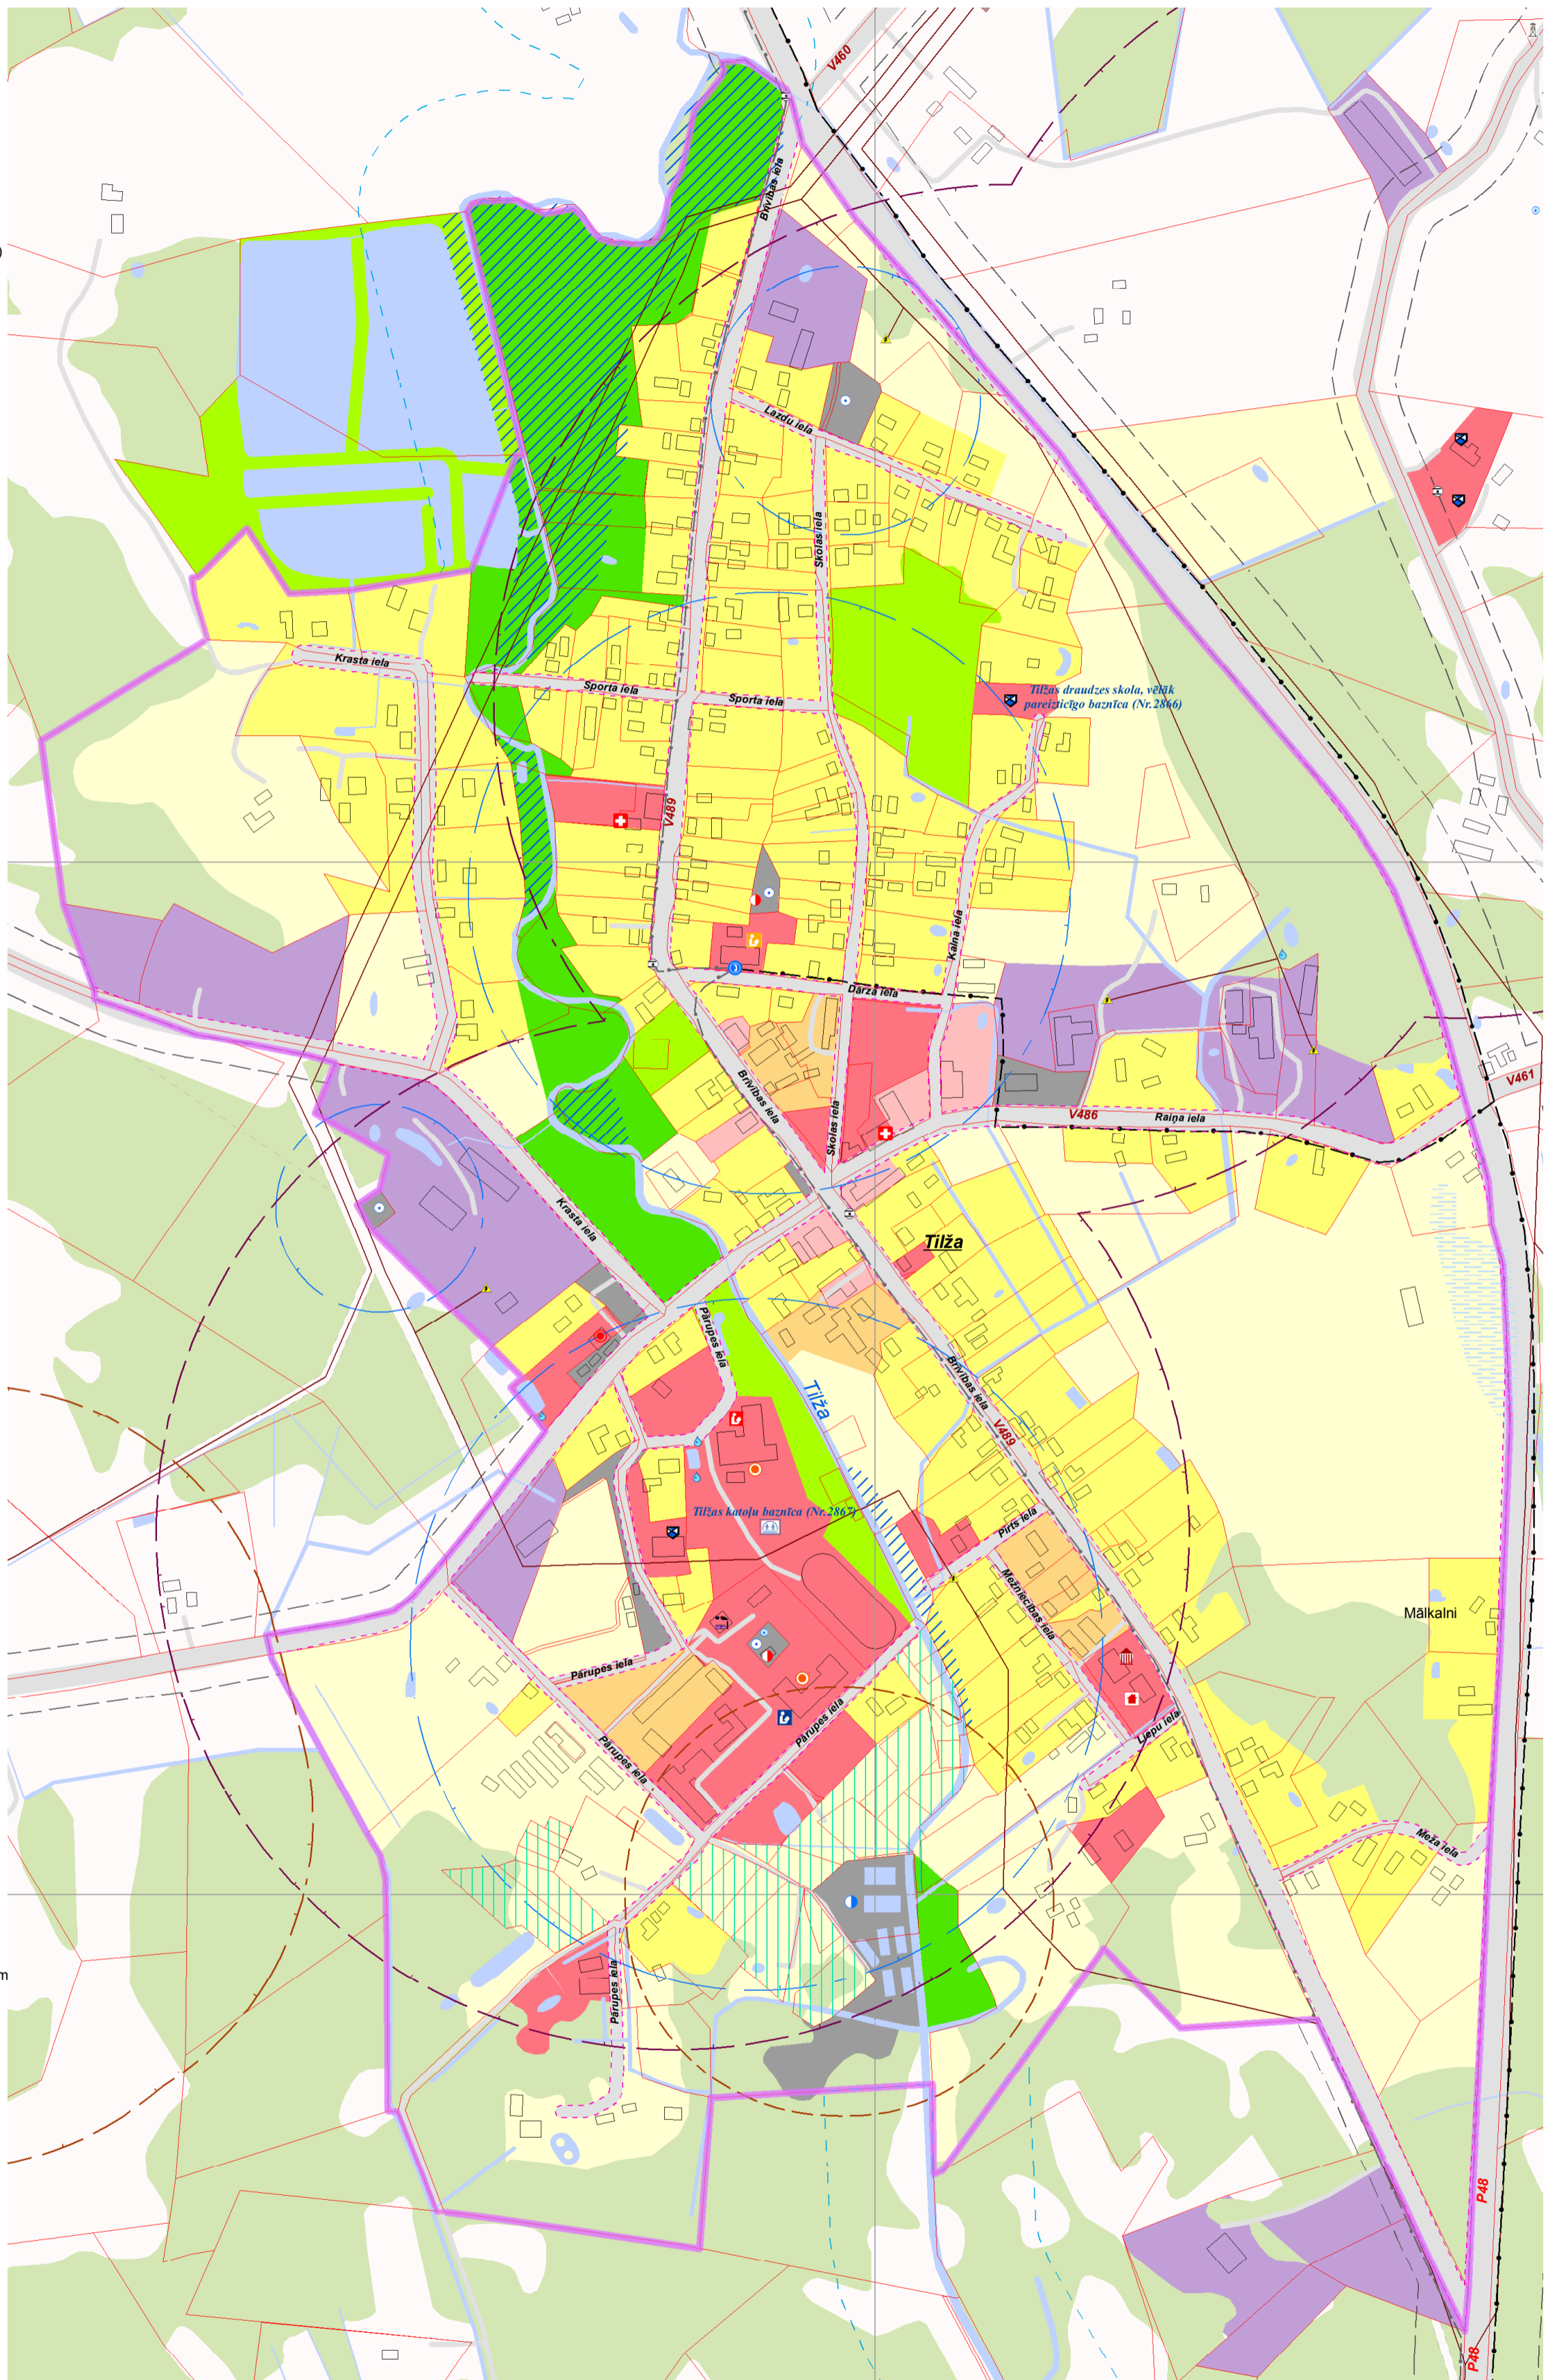 V460
Brīvības iela
Lazdu iela
Skolas iela
Krasta iela
Sporta iela
Sporta iela
Tilžas draudzes skola, vēlāk
pareizticīgo baznīca (Nr.2866)
V489
Kalna iela
Dārza iela
Brīvības iela
Skolas iela
V486
Raiņa iela
V461
Krasta iela
Tilža
Pārupes iela
Tilža
Brīvības iela
V489
Tilžas katoļu baznīca (Nr.2867)
Pirts iela
Mežniecības iela
Mālkalni
Pārupes iela
Pārupes iela
Pārupes iela
Liepu iela
Meža iela
m
Pārupes iela
P48
P48